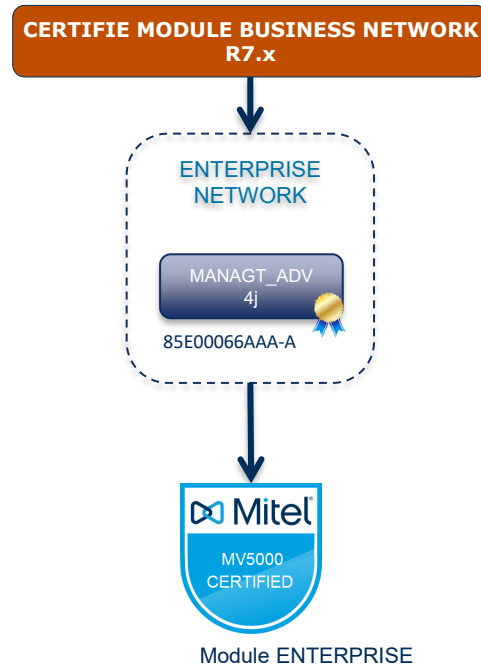 CERTIFIE MODULE BUSINESS NETWORK
R7.x
ENTERPRISE
NETWORK
MANAGT_ADV
4j
85E00066AAA-A
Mitel
MV5000
CERTIFIED
Module ENTERPRISE